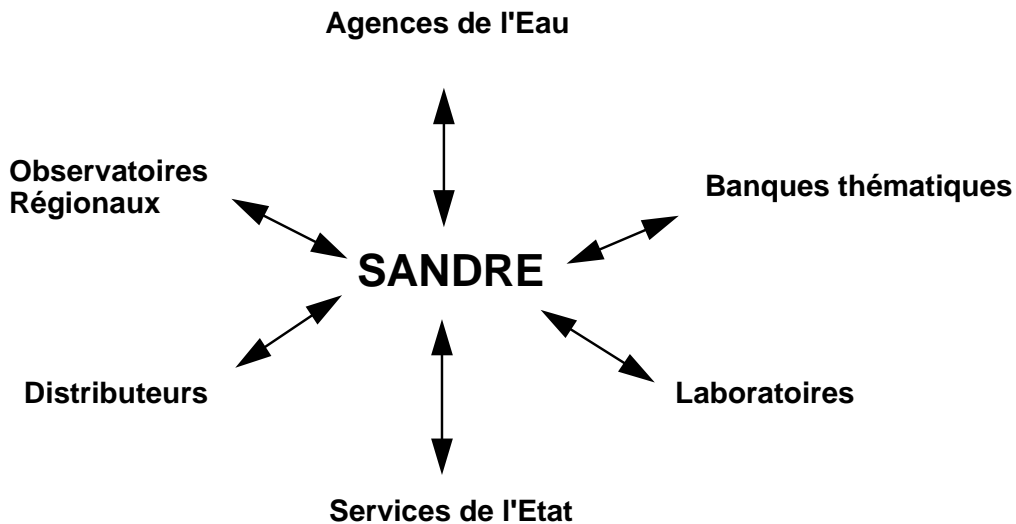 Agences de l'Eau
Observatoires
Régionaux
Banques thématiques
SANDRE
Distributeurs
Laboratoires
Services de l'Etat